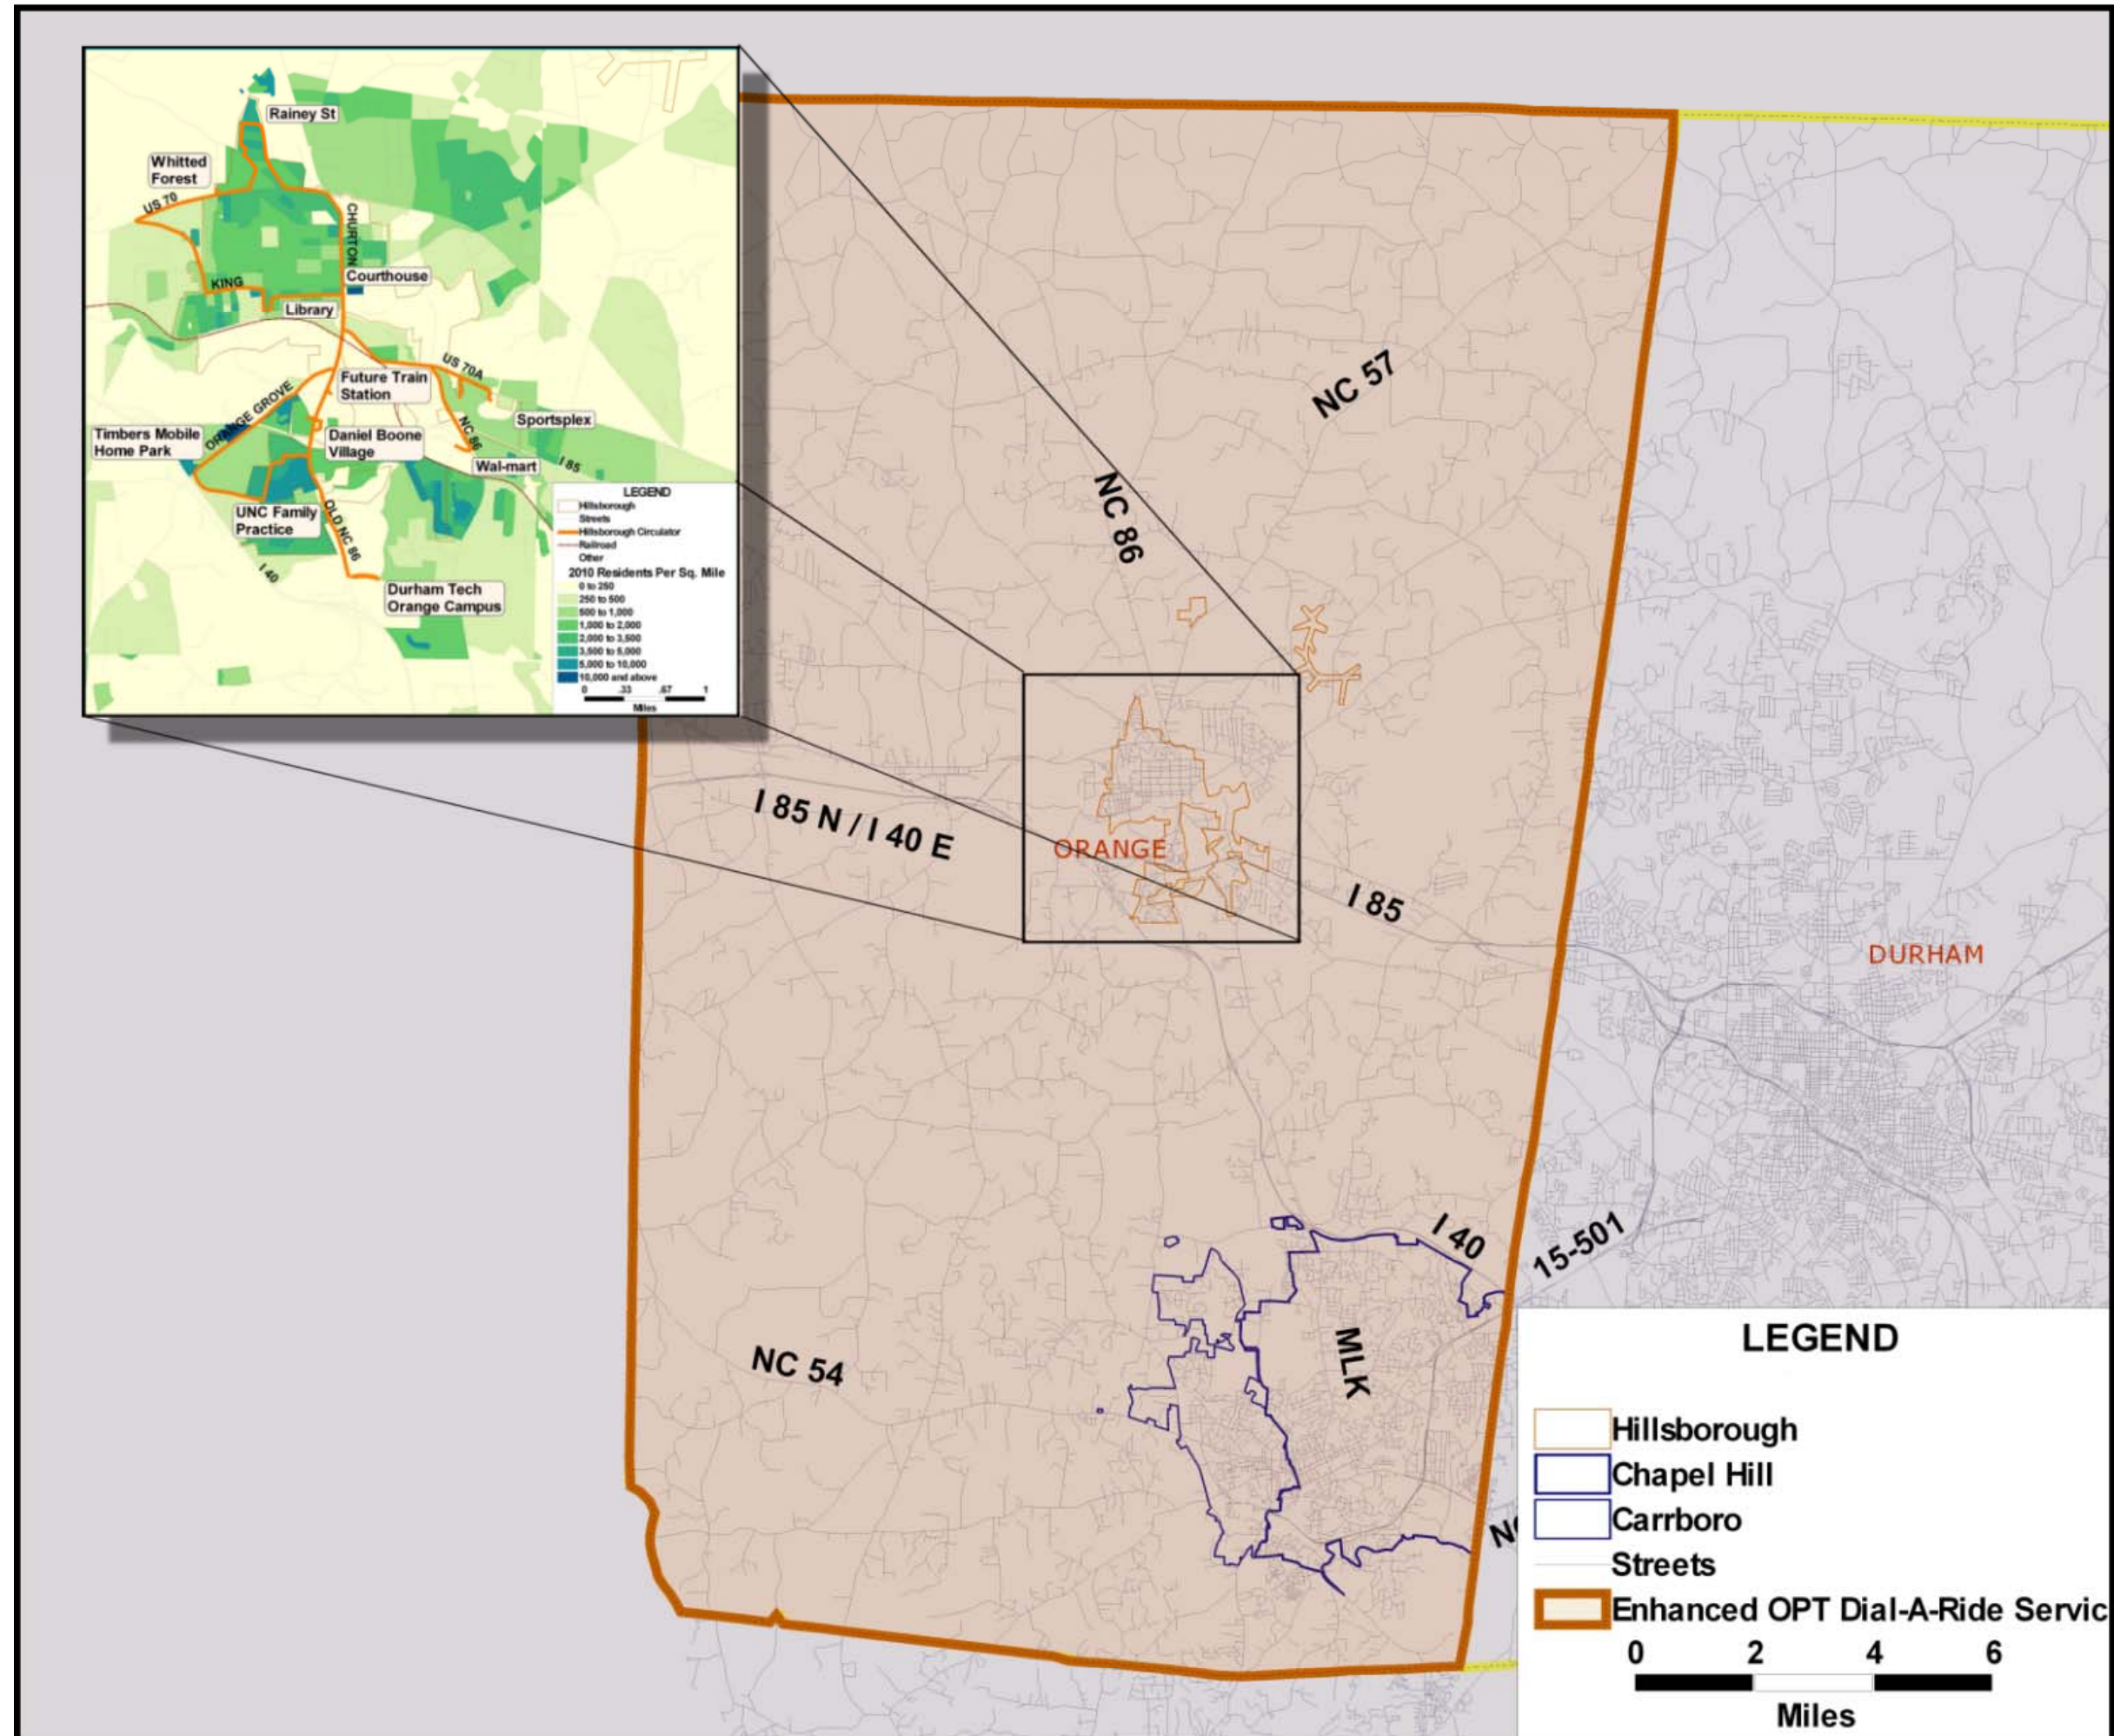 Rainey St
Whitted
Forest
US 70
CHURTON
KING
Courthouse
Library
US 70A
Future Train
Station
ORANGE GROVE
Sportsplex
NC 86
Timbers Mobile
Home Park
Daniel Boone
Village
Wal-mart
I 85
UNC Family
Practice
OLD NC 86
I 40
Durham Tech
Orange Campus
LEGEND
Hillsborough
Streets
Hillsborough Circulator
Railroad
Other
2010 Residents Per Sq. Mile
0 to 250
250 to 500
500 to 1,000
1,000 to 2,000
2,000 to 3,500
3,500 to 5,000
5,000 to 10,000
10,000 and above
0 .33 .67 1
Miles
NC 57
NC 86
I 85 N / I 40 E
ORANGE
I 85
DURHAM
I 40
15-501
MLK
NC 54
LEGEND
Hillsborough
Chapel Hill
Carrboro
Streets
Enhanced OPT Dial-A-Ride Servic
0 2 4 6
Miles